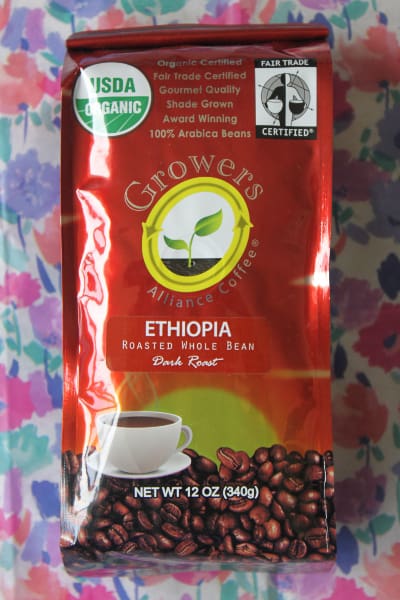 USDA
ORGANIC
Organic Certified
Fair Trade Certified
Gourmet Quality
Shade Grown
Award Winning
100% Arabica Beans
FAIR TRADE
CERTIFIED®
Growers
Alliance Coffee®
ETHIOPIA
ROASTED WHOLE BEAN
Dark Roast
NET WT 12 OZ (340g)